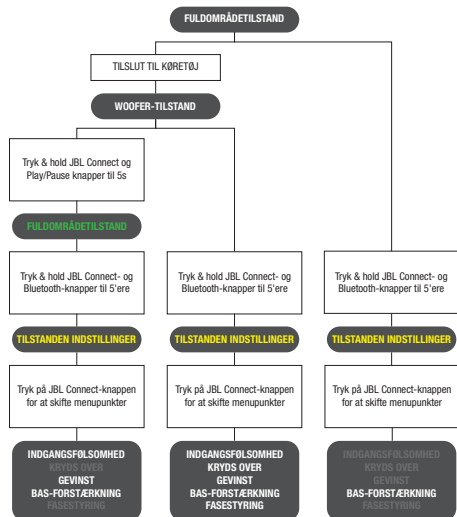 FULDOMRÅDETILSTAND
TILSLUT TIL KØRETØJ
WOOFER-TILSTAND
Tryk & hold JBL Connect og
Play/Pause knapper til 5s
FULDOMRÅDETILSTAND
Tryk & hold JBL Connect- og
Bluetooth-knapper til 5'ere
TILSTANDEN INDSTILLINGER
Tryk på JBL Connect-knappen
for at skifte menupunkter
INDGANGSFØLSOMHED
KRYDS OVER
GEVINST
BAS-FORSTÆRKNING
FASESTYRING
Tryk & hold JBL Connect- og
Bluetooth-knapper til 5'ere
TILSTANDEN INDSTILLINGER
Tryk på JBL Connect-knappen
for at skifte menupunkter
INDGANGSFØLSOMHED
KRYDS OVER
GEVINST
BAS-FORSTÆRKNING
FASESTYRING
Tryk & hold JBL Connect- og
Bluetooth-knapper til 5'ere
TILSTANDEN INDSTILLINGER
Tryk på JBL Connect-knappen
for at skifte menupunkter
INDGANGSFØLSOMHED
KRYDS OVER
GEVINST
BAS-FORSTÆRKNING
FASESTYRING